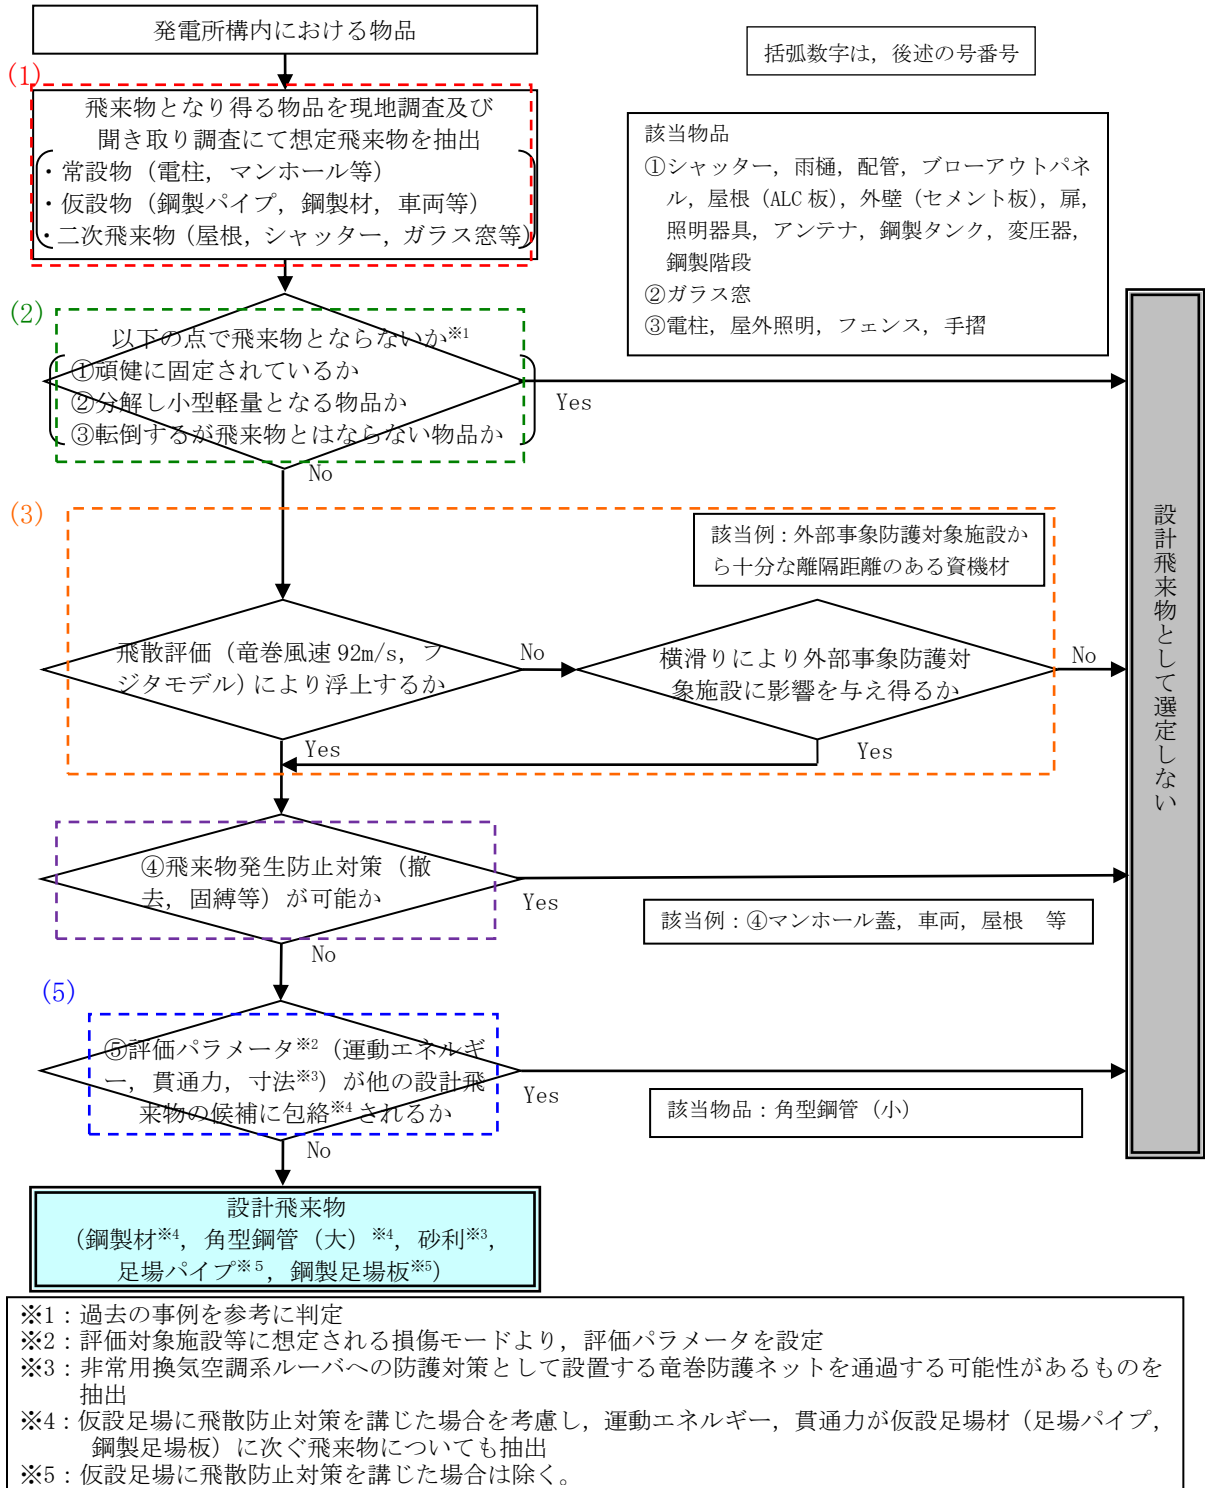 発電所構内における物品
括弧数字は，後述の号番号
(1)
飛来物となり得る物品を現地調査及び
聞き取り調査にて想定飛来物を抽出
・常設物（電柱，マンホール等）
・仮設物（鋼製パイプ，鋼製材，車両等）
・二次飛来物（屋根，シャッター，ガラス窓等）
該当物品
①シャッター，雨樋，配管，ブローアウトパネ
ル，屋根（ALC 板），外壁（セメント板），扉，
照明器具，アンテナ，鋼製タンク，変圧器，
鋼製階段
②ガラス窓
③電柱，屋外照明，フェンス，手摺
(2)
以下の点で飛来物とならないか※1
①頑健に固定されているか
②分解し小型軽量となる物品か
③転倒するが飛来物とはならない物品か
Yes
No
設計飛来物として選定しない
(3)
該当例：外部事象防護対象施設か
ら十分な離隔距離のある資機材
飛散評価（竜巻風速 92m/s，フ
ジタモデル）により浮上するか
No
横滑りにより外部事象防護対
象施設に影響を与え得るか
No
Yes
Yes
④飛来物発生防止対策（撤
去，固縛等）が可能か
Yes
該当例：④マンホール蓋，車両，屋根　等
No
(5)
⑤評価パラメータ※2（運動エネルギ
ー，貫通力，寸法※3）が他の設計飛
来物の候補に包絡※4されるか
Yes
該当物品：角型鋼管（小）
No
設計飛来物
（鋼製材※4，角型鋼管（大）※4，砂利※3，
足場パイプ※5，鋼製足場板※5）
※1：過去の事例を参考に判定
※2：評価対象施設等に想定される損傷モードより，評価パラメータを設定
※3：非常用換気空調系ルーバへの防護対策として設置する竜巻防護ネットを通過する可能性があるものを
抽出
※4：仮設足場に飛散防止対策を講じた場合を考慮し，運動エネルギー，貫通力が仮設足場材（足場パイプ，
鋼製足場板）に次ぐ飛来物についても抽出
※5：仮設足場に飛散防止対策を講じた場合は除く。